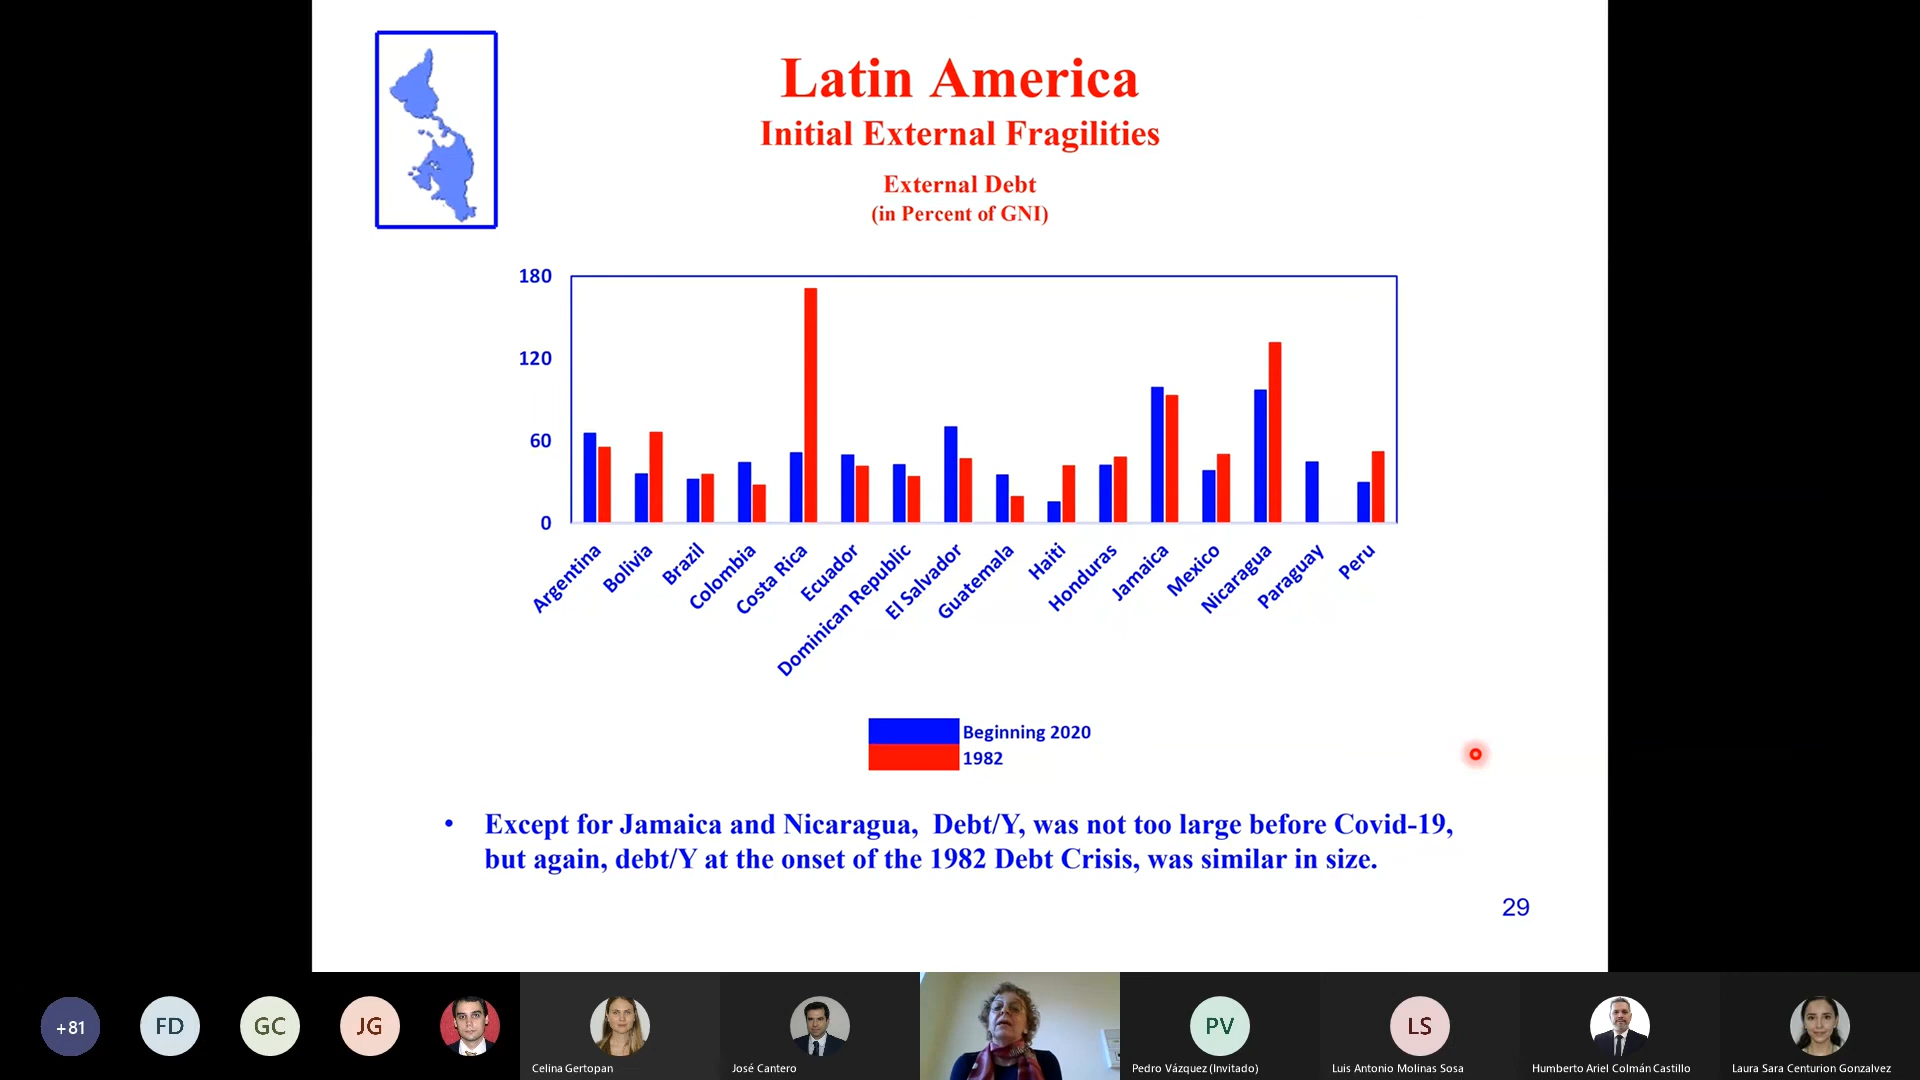 Latin America
Initial External Fragilities
External Debt
(in Percent of GNI)
180
120
60
0
Argentina
Bolivia
Brazil
Colombia
Costa Rica
Ecuador
Dominican Republic
El Salvador
Guatemala
Haiti
Honduras
Jamaica
Mexico
Nicaragua
Paraguay
Peru
Beginning 2020
1982
• Except for Jamaica and Nicaragua, Debt/Y, was not too large before Covid-19,
but again, debt/Y at the onset of the 1982 Debt Crisis, was similar in size.
29
+81
FD
GC
JG
PV
LS
Celina Gertopan
José Cantero
Pedro Vázquez (Invitado)
Luis Antonio Molinas Sosa
Humberto Ariel Colmán Castillo
Laura Sara Centurion Gonzalvez